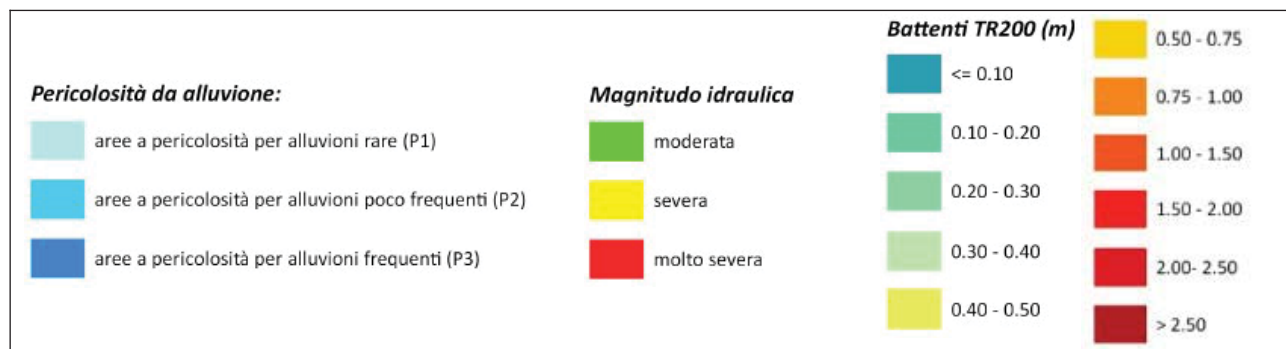 Pericolosità da alluvione:
aree a pericolosità per alluvioni rare (P1)
aree a pericolosità per alluvioni poco frequenti (P2)
aree a pericolosità per alluvioni frequenti (P3)
Magnitudo idraulica
moderata
severa
molto severa
Battenti TR200 (m)
<= 0.10
0.10 - 0.20
0.20 - 0.30
0.30 - 0.40
0.40 - 0.50
0.50 - 0.75
0.75 - 1.00
1.00 - 1.50
1.50 - 2.00
2.00- 2.50
> 2.50